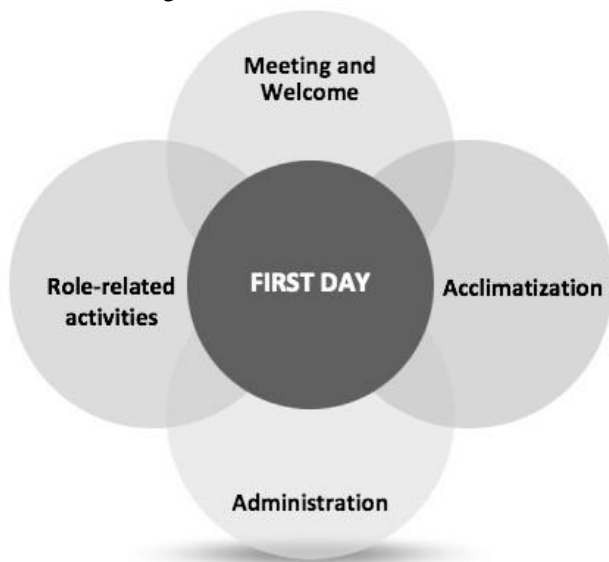 Meeting and
Welcome
Role-related
activities
FIRST DAY
Acclimatization
Administration